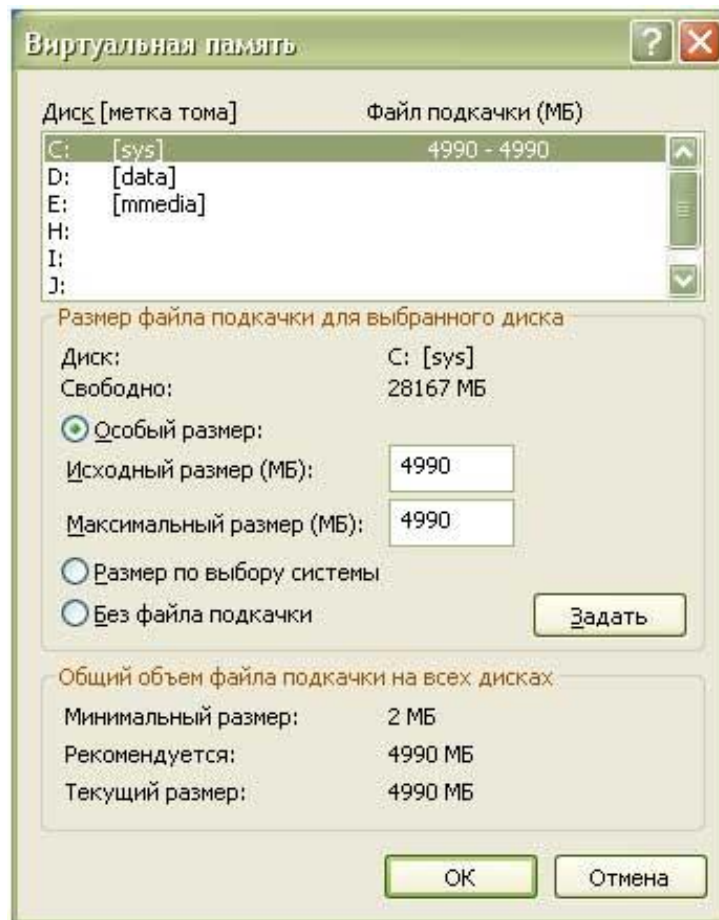 Виртуальная память
Диск [метка тома] Файл подкачки (МБ)
C: [sys] 4990 - 4990
D: [data]
E: [mmedia]
H:
I:
J:
Размер файла подкачки для выбранного диска
Диск: C: [sys]
Свободно: 28167 МБ
Особый размер:
Исходный размер (МБ): 4990
Максимальный размер (МБ): 4990
Размер по выбору системы
Без файла подкачки
Задать
Общий объем файла подкачки на всех дисках
Минимальный размер: 2 МБ
Рекомендуется: 4990 МБ
Текущий размер: 4990 МБ
ОК Отмена